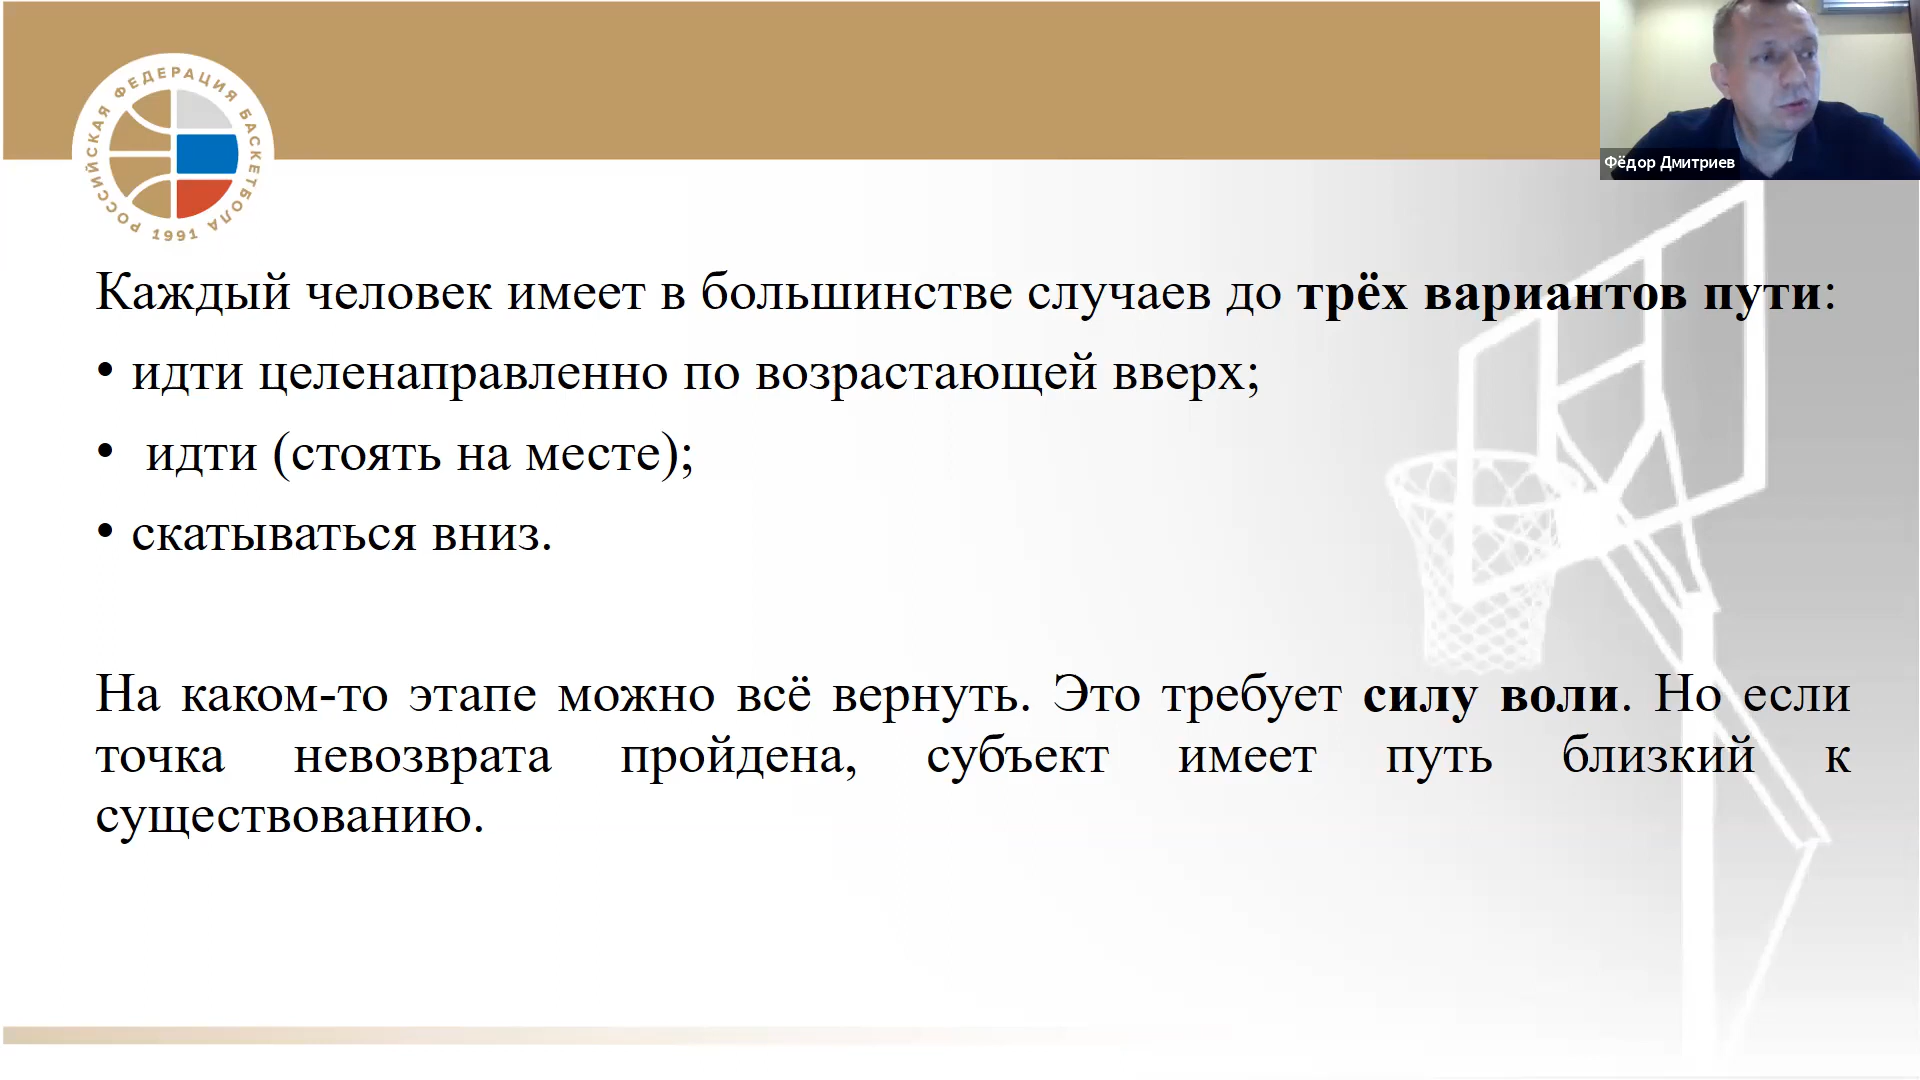 РОССИЙСКАЯ ФЕДЕРАЦИЯ БАСКЕТБОЛА
1991
Фёдор Дмитриев
Каждый человек имеет в большинстве случаев до трёх вариантов пути:
• идти целенаправленно по возрастающей вверх;
• идти (стоять на месте);
• скатываться вниз.
На каком-то этапе можно всё вернуть. Это требует силу воли. Но если
точка невозврата пройдена, субъект имеет путь близкий к
существованию.